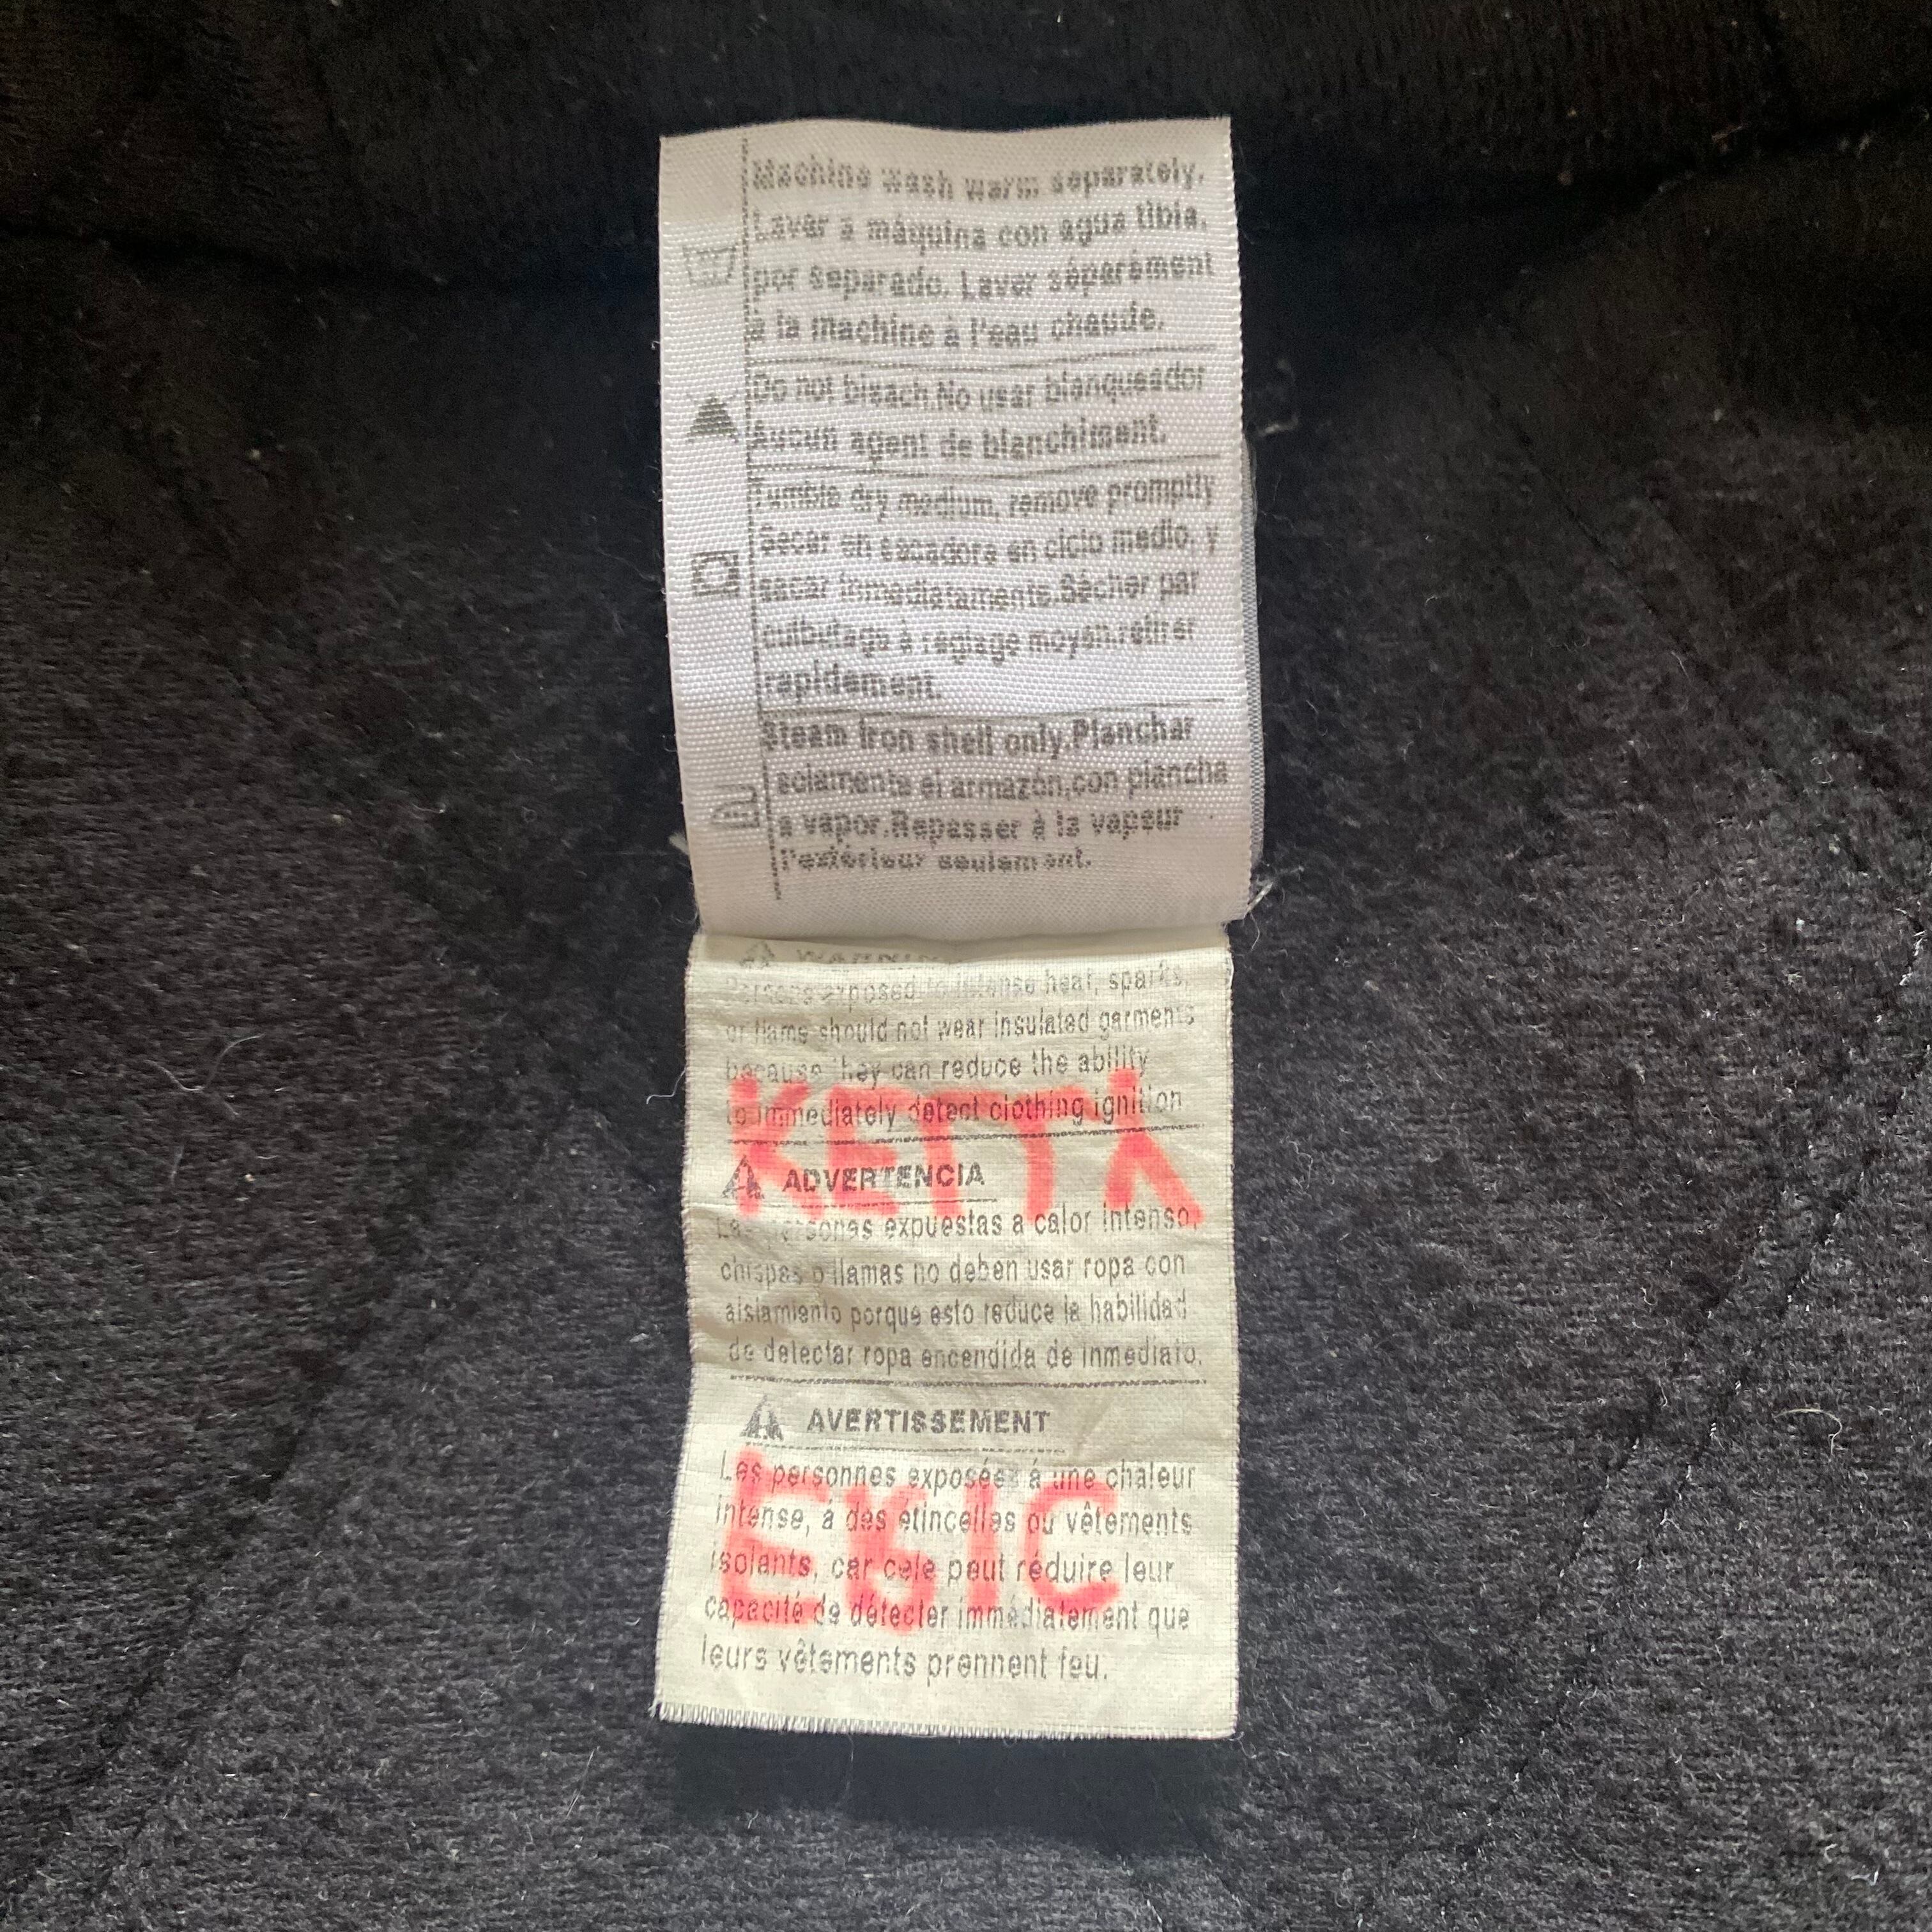 Machine wash warm separately.
Lavar a máquina con agua tibia,
por separado. Laver séparément
à la machine à l'eau chaude.
Do not bleach.No usar blanqueador
Aucun agent de blanchiment.
Tumble dry medium, remove promptly
Secar en secadora en ciclo medio, y
sacar inmediatamente.Sécher par
culbutage à réglage moyen.retirer
rapidement.
Steam iron shell only.Planchar
solamente el armazón,con plancha
a vapor.Repasser à la vapeur
l'extérieur seulement.
WARNING
Persons exposed to intense hear, sparks,
or flame should not wear insulated garments
because they can reduce the ability
to immediately detect clothing ignition
ADVERTENCIA
Las personas expuestas a calor intenso,
chispas o llamas no deben usar ropa con
aislamiento porque esto reduce la habilidad
de detectar ropa encendida de inmediato.
AVERTISSEMENT
Les personnes exposées á une chaleur
intense, á des étincelles ou vêtements
isolants, car cele peut réduire leur
capacité de détecter immédiatement que
leurs vêtements prennent feu.
ERIC